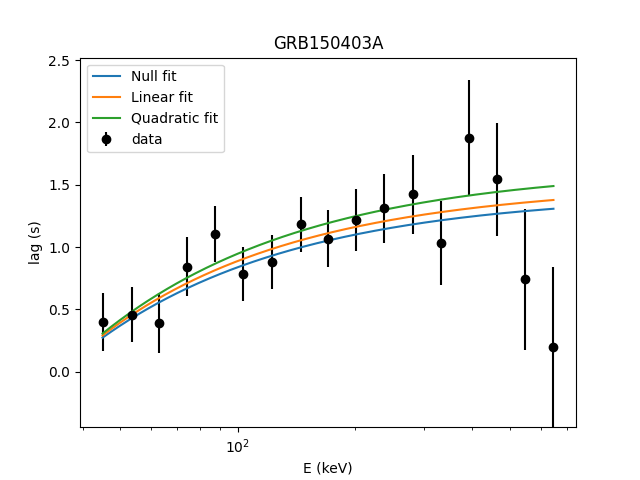 GRB150403A
Null fit
Linear fit
Quadratic fit
data
lag (s)
2.5
2.0
1.5
1.0
0.5
0.0
10²
E (keV)